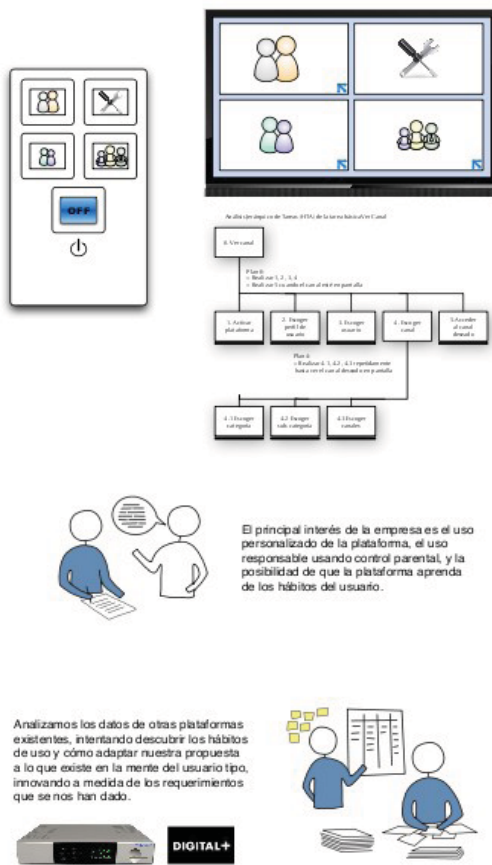 OFF
Análisis Jerárquico de Tareas (HTA) de la tarea básica Ver Canal
0. Ver canal
Plan 0:
» Realizar 1, 2, 3, 4
» Realizar 5 cuando el canal esté en pantalla
1. Activar
plataforma
2. Escoger
perfil de
usuario
3. Escoger
usuario
4. Escoger
canal
5. Acceder
al canal
deseado
Plan 4:
» Realizar 4.1, 4.2, 4.3 repetidamente
hasta ver el canal deseado en pantalla
4.1 Escoger
categoría
4.2 Escoger
sub. categoría
4.3 Escoger
canales
El principal interés de la empresa es el uso
personalizado de la plataforma, el uso
responsable usando control parental, y la
posibilidad de que la plataforma aprenda
de los hábitos del usuario.
Analizamos los datos de otras plataformas
existentes, intentando descubrir los hábitos
de uso y cómo adaptar nuestra propuesta
a lo que existe en la mente del usuario tipo,
innovando a medida de los requerimientos
que se nos han dado.
DIGITAL+